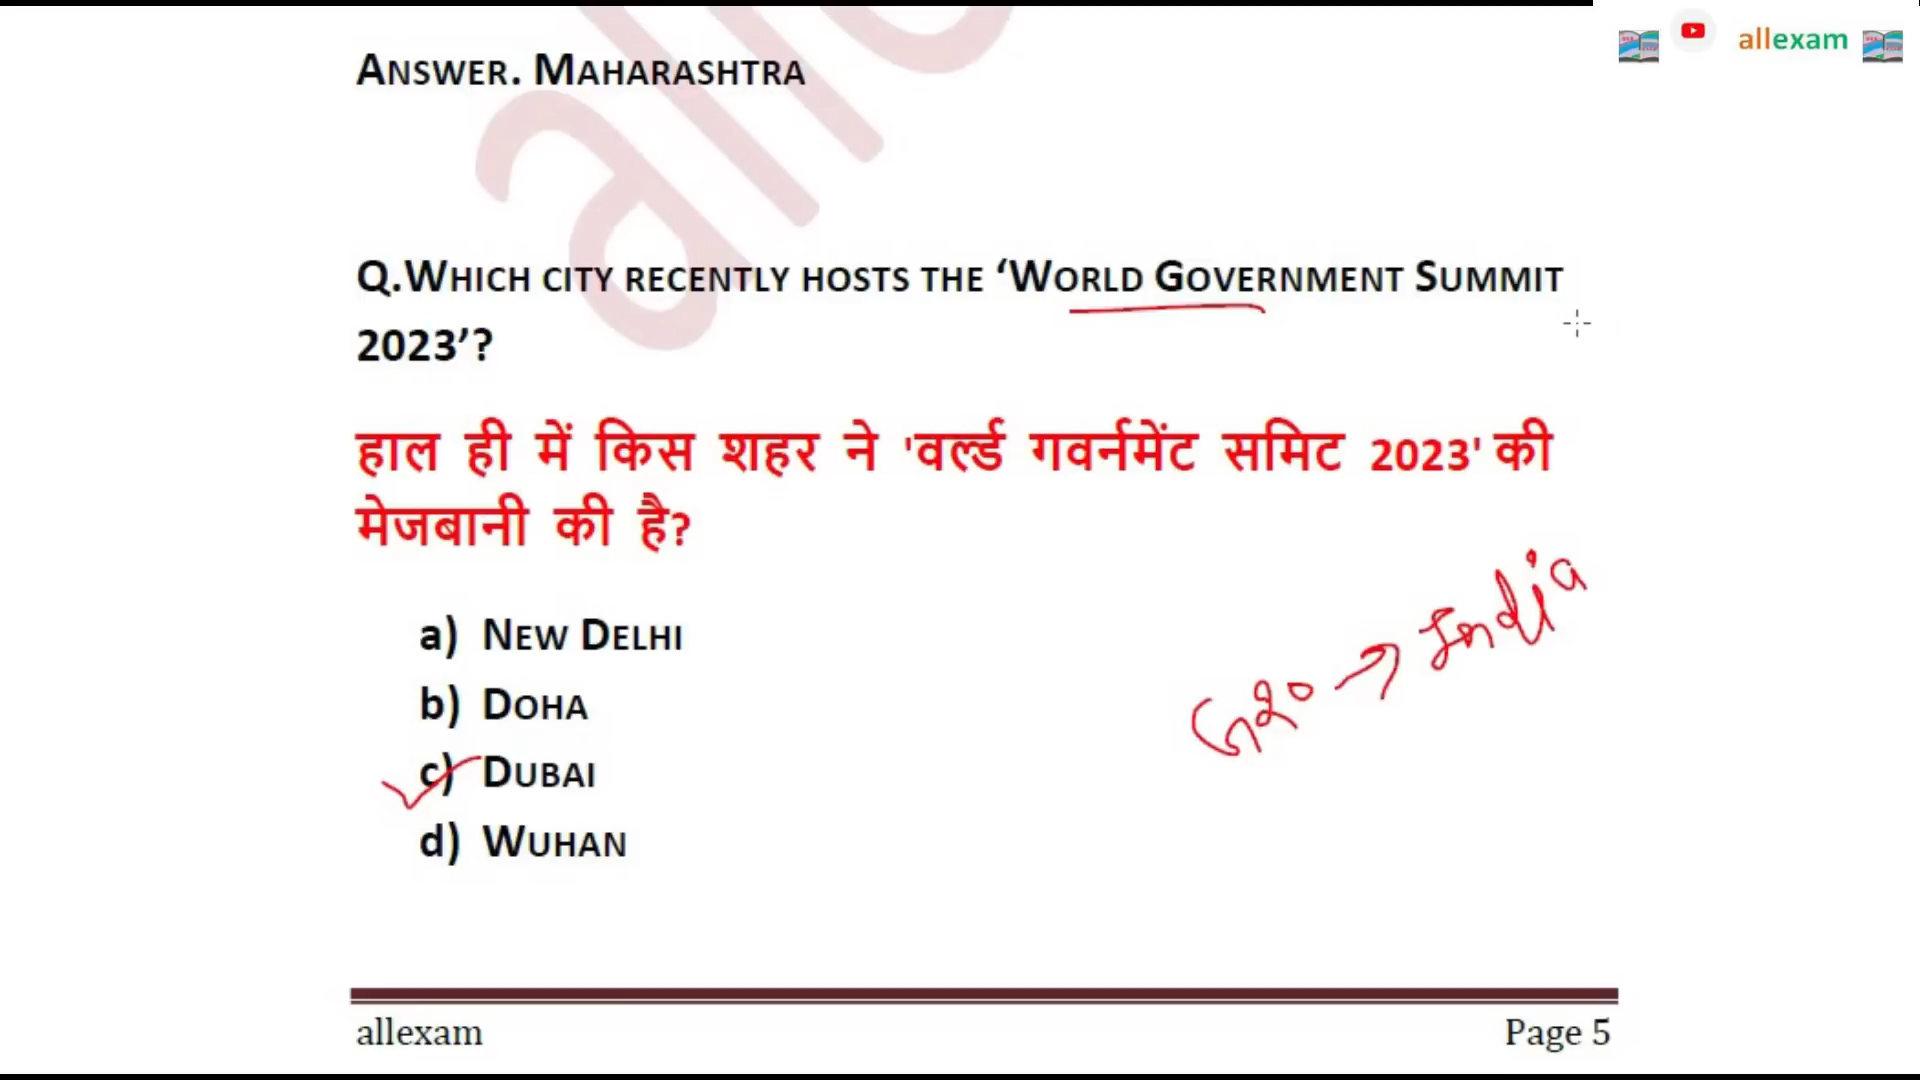 allexam
ANSWER. MAHARASHTRA
Q.WHICH CITY RECENTLY HOSTS THE ‘WORLD GOVERNMENT SUMMIT
2023’?
हाल ही में किस शहर ने 'वर्ल्ड गवर्नमेंट समिट 2023' की
मेजबानी की है?
G20 → India
a) NEW DELHI
b) DOHA
c) DUBAI
d) WUHAN
allexam Page 5